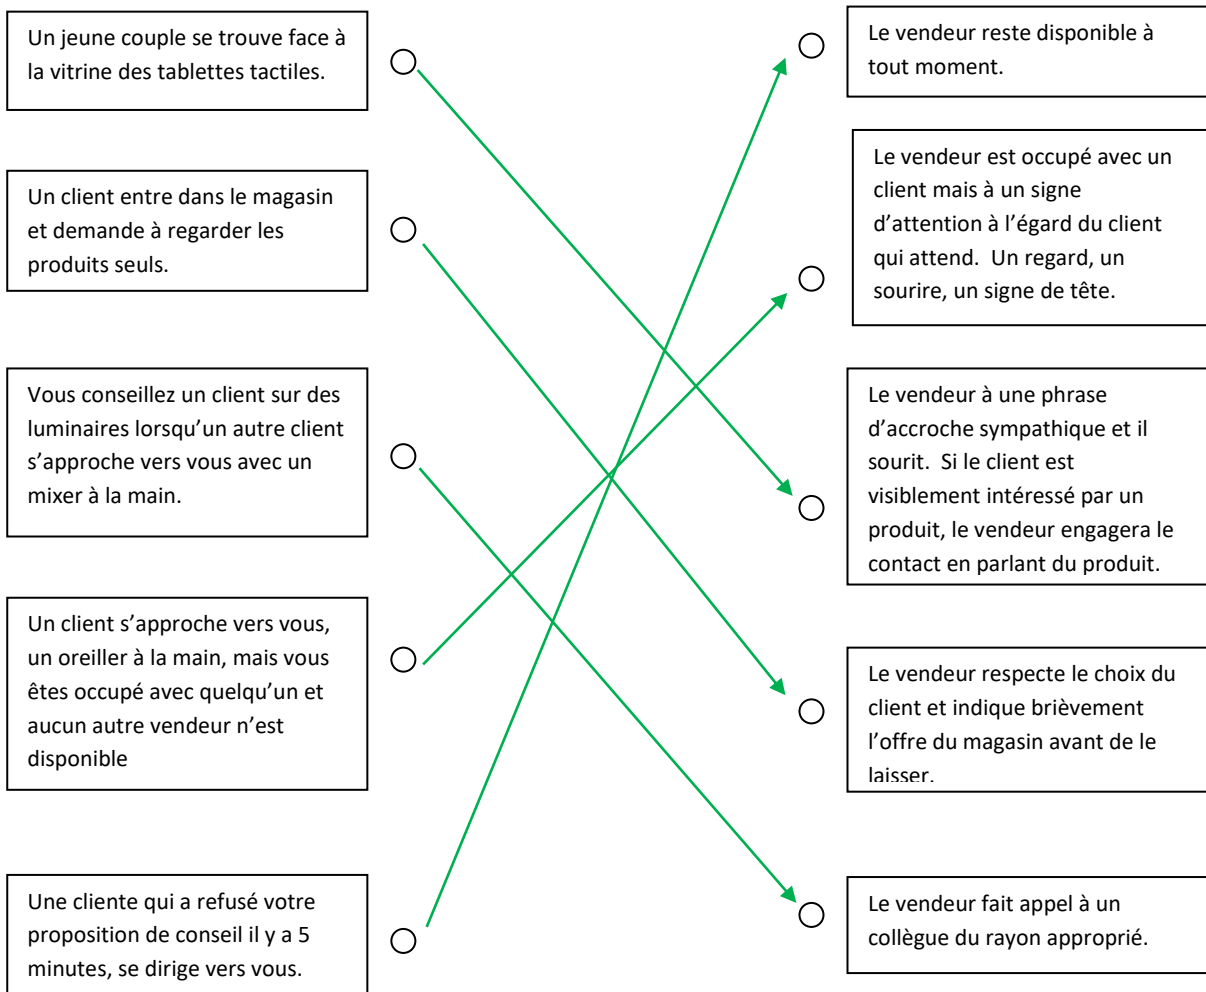 Un jeune couple se trouve face à
la vitrine des tablettes tactiles.
Un client entre dans le magasin
et demande à regarder les
produits seuls.
Vous conseillez un client sur des
luminaires lorsqu'un autre client
s'approche vers vous avec un
mixer à la main.
Un client s'approche vers vous,
un oreiller à la main, mais vous
êtes occupé avec quelqu'un et
aucun autre vendeur n'est
disponible
Une cliente qui a refusé votre
proposition de conseil il y a 5
minutes, se dirige vers vous.
Le vendeur reste disponible à
tout moment.
Le vendeur est occupé avec un
client mais à un signe
d'attention à l'égard du client
qui attend. Un regard, un
sourire, un signe de tête.
Le vendeur à une phrase
d'accroche sympathique et il
sourit. Si le client est
visiblement intéressé par un
produit, le vendeur engagera le
contact en parlant du produit.
Le vendeur respecte le choix du
client et indique brièvement
l'offre du magasin avant de le
laisser.
Le vendeur fait appel à un
collègue du rayon approprié.